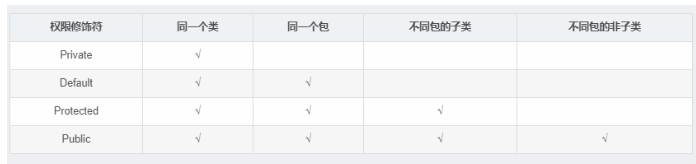 权限修饰符 同一个类 同一个包 不同包的子类 不同包的非子类
Private √
Default √ √
Protected √ √ √
Public √ √ √ √